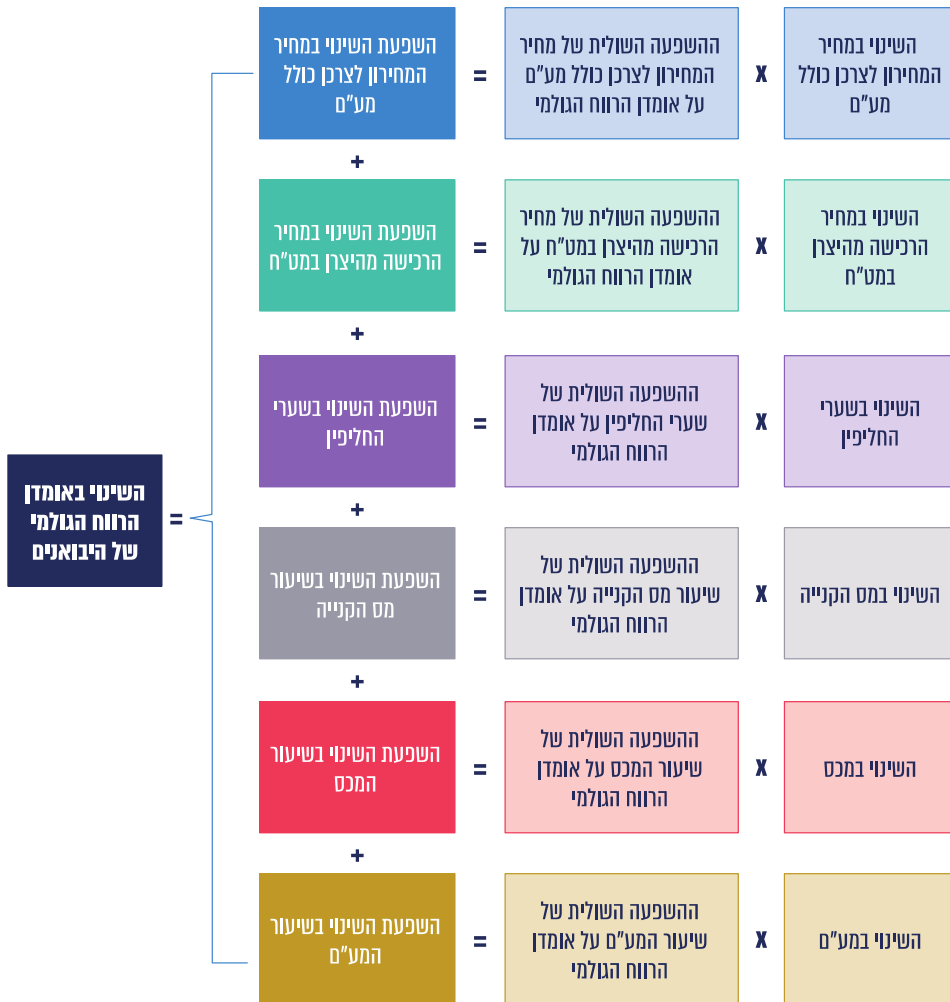 השפעת השינוי במחיר
המחירון לצרכן כולל
מע"מ
=
ההשפעה השולית של מחיר
המחירון לצרכן כולל מע"מ
על אומדן הרווח הגולמי
x
השינוי במחיר
המחירון לצרכן כולל
מע"מ
+
השפעת השינוי במחיר
הרכישה מהיצרן במט"ח
=
ההשפעה השולית של מחיר
הרכישה מהיצרן במט"ח על
אומדן הרווח הגולמי
x
השינוי במחיר
הרכישה מהיצרן
במט"ח
+
השפעת השינוי בשערי
החליפין
=
ההשפעה השולית של
שערי החליפין על אומדן
הרווח הגולמי
x
השינוי בשערי
החליפין
השינוי באומדן
הרווח הגולמי
של היבואנים
=
+
השפעת השינוי בשיעור
מס הקנייה
=
ההשפעה השולית של
שיעור מס הקנייה על אומדן
הרווח הגולמי
x
השינוי במס הקנייה
+
השפעת השינוי בשיעור
המכס
=
ההשפעה השולית של
שיעור המכס על אומדן
הרווח הגולמי
x
השינוי במכס
+
השפעת השינוי בשיעור
המע"מ
=
ההשפעה השולית של
שיעור המע"מ על אומדן
הרווח הגולמי
x
השינוי במע"מ